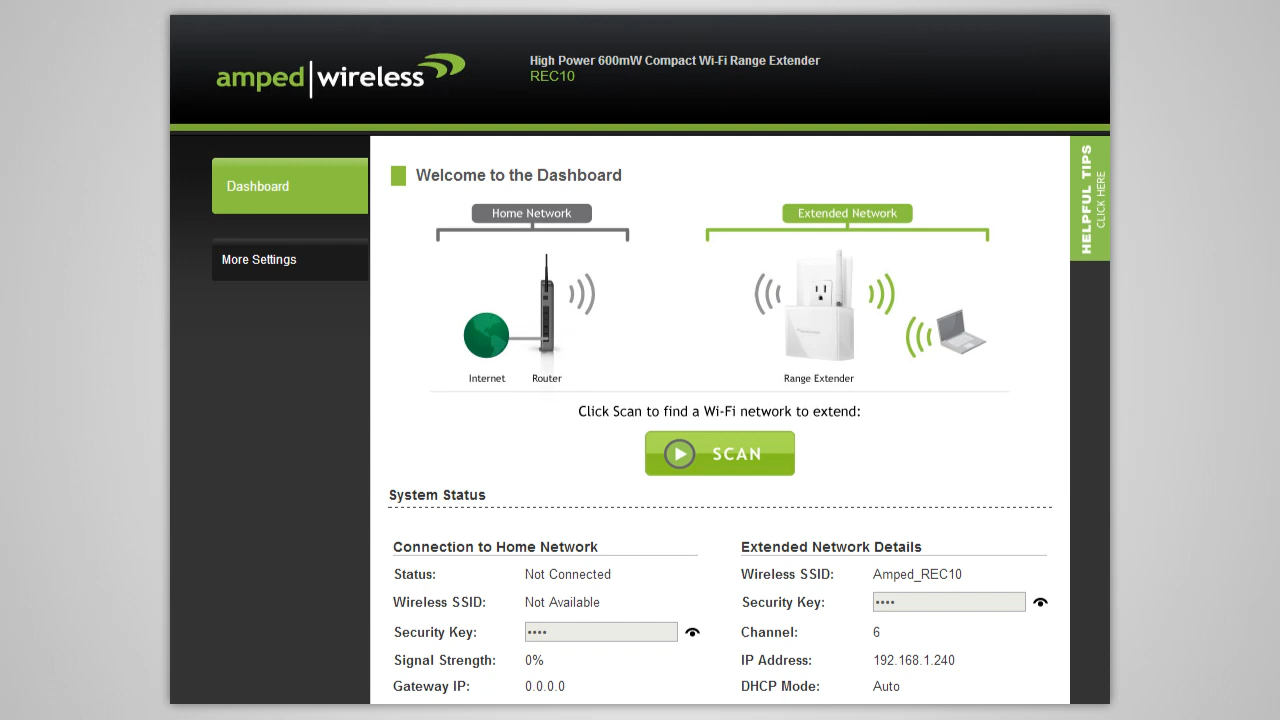 amped wireless
High Power 600mW Compact Wi-Fi Range Extender
REC10
Dashboard
More Settings
HELPFUL TIPS
CLICK HERE
Welcome to the Dashboard
Home Network
Extended Network
Internet
Router
Range Extender
Click Scan to find a Wi-Fi network to extend:
SCAN
System Status
Connection to Home Network
Status: Not Connected
Wireless SSID: Not Available
Security Key: ••••
Signal Strength: 0%
Gateway IP: 0.0.0.0
Extended Network Details
Wireless SSID: Amped_REC10
Security Key: ••••
Channel: 6
IP Address: 192.168.1.240
DHCP Mode: Auto